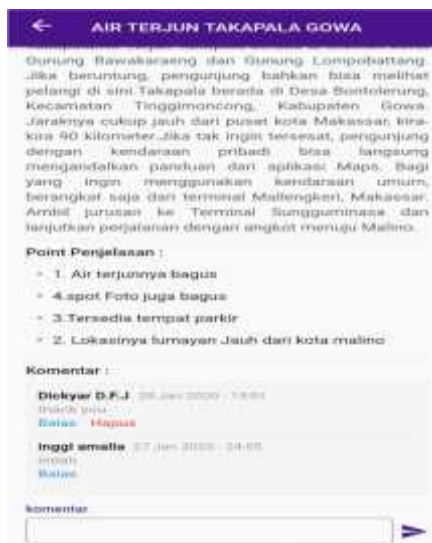 AIR TERJUN TAKAPALA GOWA
Gunung Bawakaraeng dan Gunung Lompobattang.
Jika beruntung, pengunjung bahkan bisa melihat
pelangi di sini Takapala berada di Desa Bontolerung,
Kecamatan Tinggimoncong, Kabupaten Gowa.
Jaraknya cukup jauh dari pusat kota Makassar, kira-
kira 90 kilometer.Jika tak ingin tersesat, pengunjung
dengan kendaraan pribadi bisa langsung
mengandalkan panduan dari aplikasi Maps. Bagi
yang ingin menggunakan kendaraan umum,
berangkat saja dari terminal Mallengkeri, Makassar.
Ambil jurusan ke Terminal Sungguminasa dan
lanjutkan perjalanan dengan angkot menuju Malino.
Point Penjelasan :
1. Air terjunnya bagus
4.spot Foto juga bagus
3.Tersedia tempat parkir
2. Lokasinya lumayan Jauh dari kota malino
Komentar :
Dickyar D.F.J
thank you
Balas Hapus
Inggi amalia 27 Jan 2020
indah
Balas
komentar